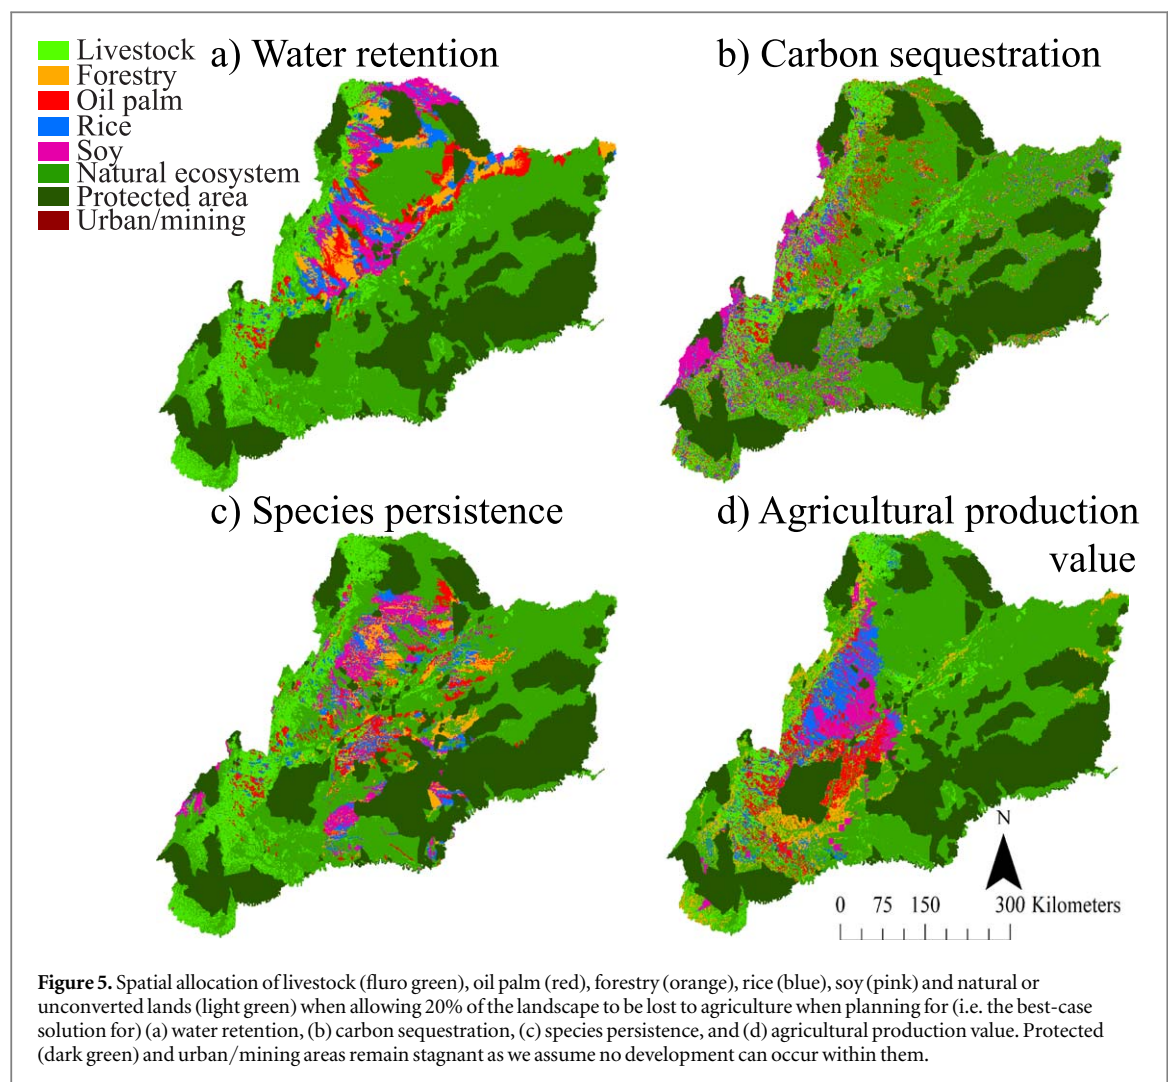 Livestock
Forestry
Oil palm
Rice
Soy
Natural ecosystem
Protected area
Urban/mining
a) Water retention
b) Carbon sequestration
c) Species persistence
d) Agricultural production
value
N
0 75 150 300 Kilometers
Figure 5. Spatial allocation of livestock (fluro green), oil palm (red), forestry (orange), rice (blue), soy (pink) and natural or
unconverted lands (light green) when allowing 20% of the landscape to be lost to agriculture when planning for (i.e. the best-case
solution for) (a) water retention, (b) carbon sequestration, (c) species persistence, and (d) agricultural production value. Protected
(dark green) and urban/mining areas remain stagnant as we assume no development can occur within them.